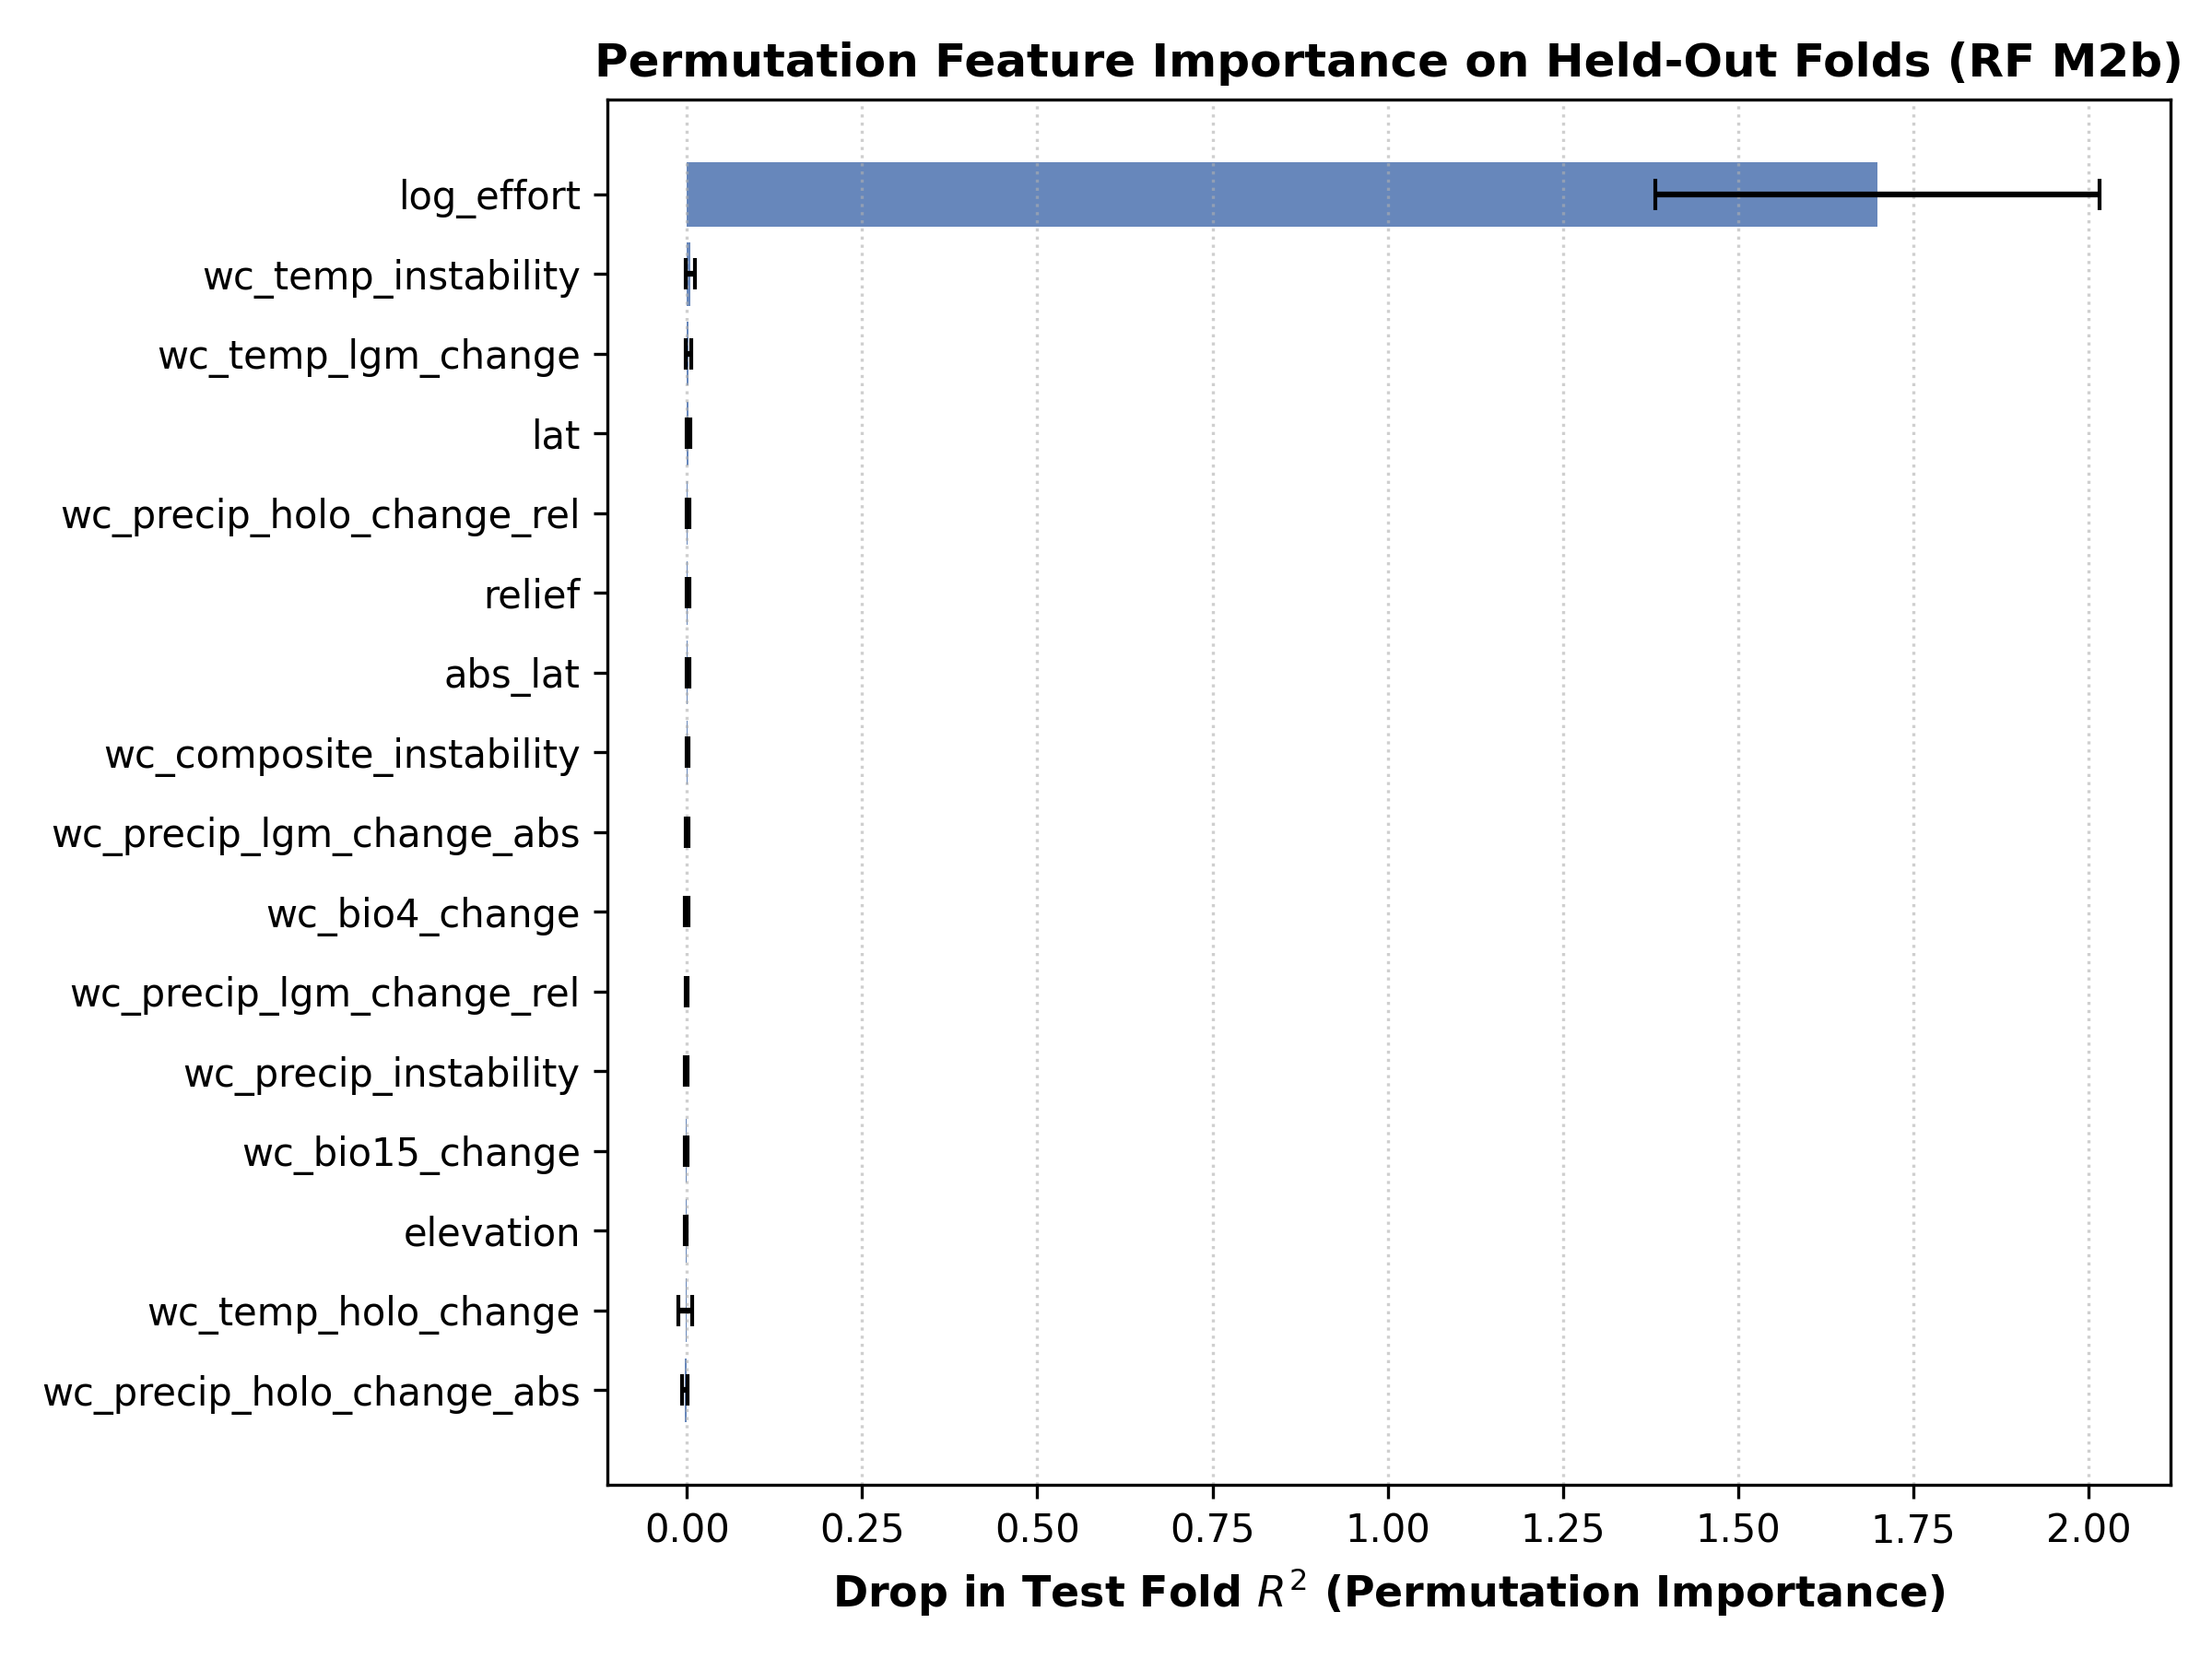 Permutation Feature Importance on Held-Out Folds (RF M2b)
log_effort
wc_temp_instability
wc_temp_lgm_change
lat
wc_precip_holo_change_rel
relief
abs_lat
wc_composite_instability
wc_precip_lgm_change_abs
wc_bio4_change
wc_precip_lgm_change_rel
wc_precip_instability
wc_bio15_change
elevation
wc_temp_holo_change
wc_precip_holo_change_abs
0.00 0.25 0.50 0.75 1.00 1.25 1.50 1.75 2.00
Drop in Test Fold R² (Permutation Importance)